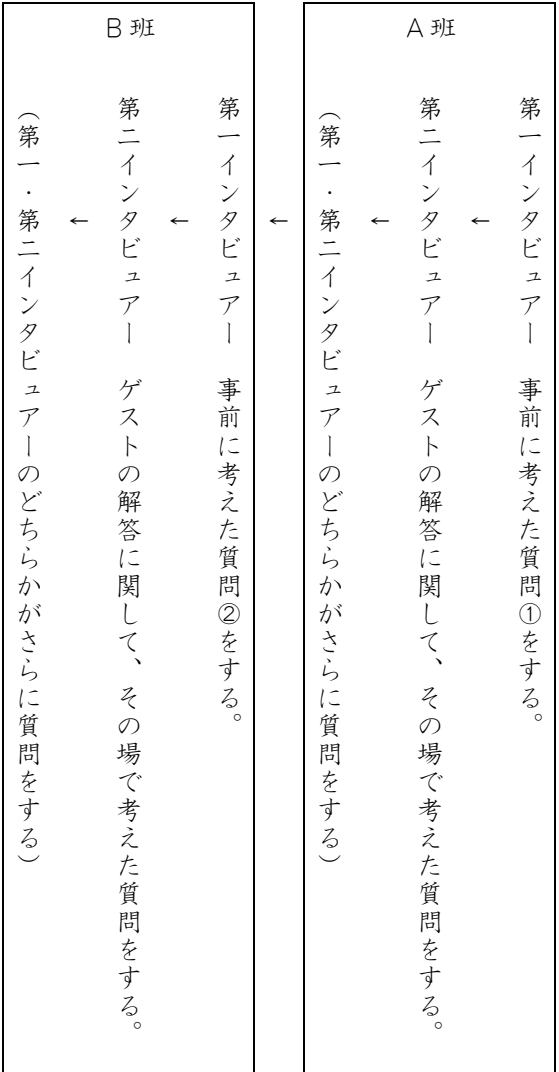 A班
第一インタビュアー　事前に考えた質問①をする。
←
第二インタビュアー　ゲストの解答に関して、その場で考えた質問をする。
←
（第一・第二インタビュアーのどちらかがさらに質問をする）
←
B班
第一インタビュアー　事前に考えた質問②をする。
←
第二インタビュアー　ゲストの解答に関して、その場で考えた質問をする。
←
（第一・第二インタビュアーのどちらかがさらに質問をする）